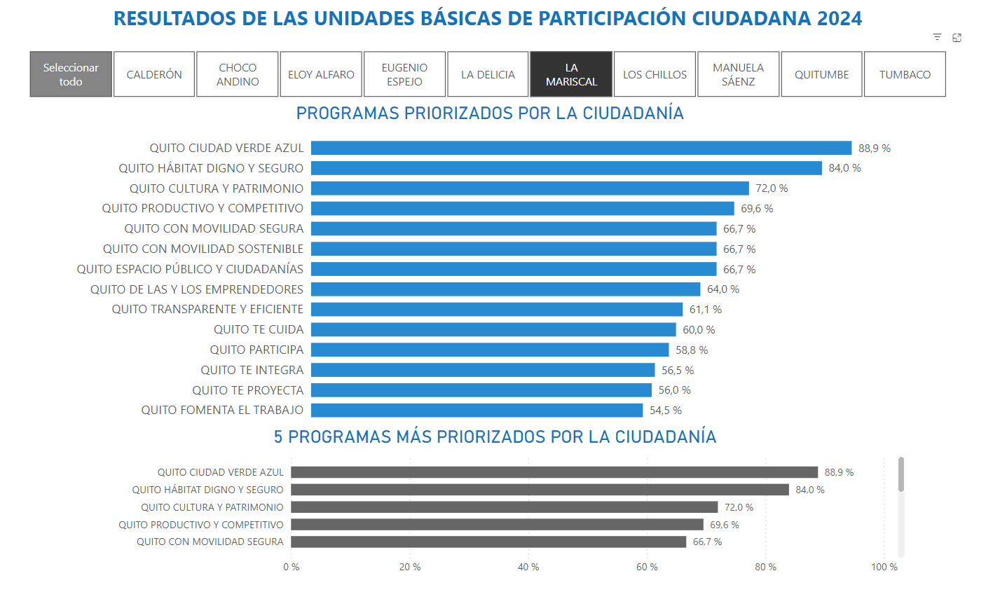 RESULTADOS DE LAS UNIDADES BÁSICAS DE PARTICIPACIÓN CIUDADANA 2024
Seleccionar
todo
CALDERÓN
CHOCO
ANDINO
ELOY ALFARO
EUGENIO
ESPEJO
LA DELICIA
LA
MARISCAL
LOS CHILLOS
MANUELA
SÁENZ
QUITUMBE
TUMBACO
PROGRAMAS PRIORIZADOS POR LA CIUDADANÍA
QUITO CIUDAD VERDE AZUL 88,9 %
QUITO HÁBITAT DIGNO Y SEGURO 84,0 %
QUITO CULTURA Y PATRIMONIO 72,0 %
QUITO PRODUCTIVO Y COMPETITIVO 69,6 %
QUITO CON MOVILIDAD SEGURA 66,7 %
QUITO CON MOVILIDAD SOSTENIBLE 66,7 %
QUITO ESPACIO PÚBLICO Y CIUDADANÍAS 66,7 %
QUITO DE LAS Y LOS EMPRENDEDORES 64,0 %
QUITO TRANSPARENTE Y EFICIENTE 61,1 %
QUITO TE CUIDA 60,0 %
QUITO PARTICIPA 58,8 %
QUITO TE INTEGRA 56,5 %
QUITO TE PROYECTA 56,0 %
QUITO FOMENTA EL TRABAJO 54,5 %
5 PROGRAMAS MÁS PRIORIZADOS POR LA CIUDADANÍA
QUITO CIUDAD VERDE AZUL 88,9 %
QUITO HÁBITAT DIGNO Y SEGURO 84,0 %
QUITO CULTURA Y PATRIMONIO 72,0 %
QUITO PRODUCTIVO Y COMPETITIVO 69,6 %
QUITO CON MOVILIDAD SEGURA 66,7 %
0 % 20 % 40 % 60 % 80 % 100 %